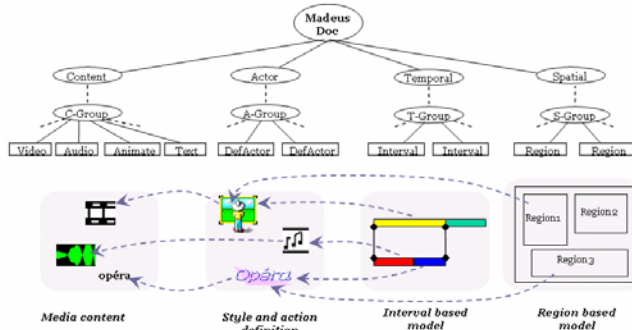 Madeus
Doc
Content Actor Temporal Spatial
C-Group A-Group T-Group S-Group
Video Audio Animate Text DefActor DefActor Interval Interval Region Region
Region1 Region2
opéra Opéra Region3
Media content Style and action definition Interval based model Region based model